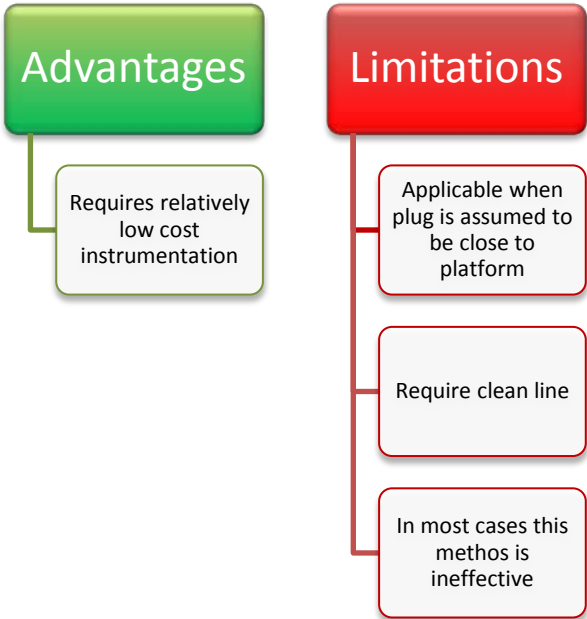 Advantages
Requires relatively
low cost
instrumentation
Limitations
Applicable when
plug is assumed to
be close to
platform
Require clean line
In most cases this
methos is
ineffective